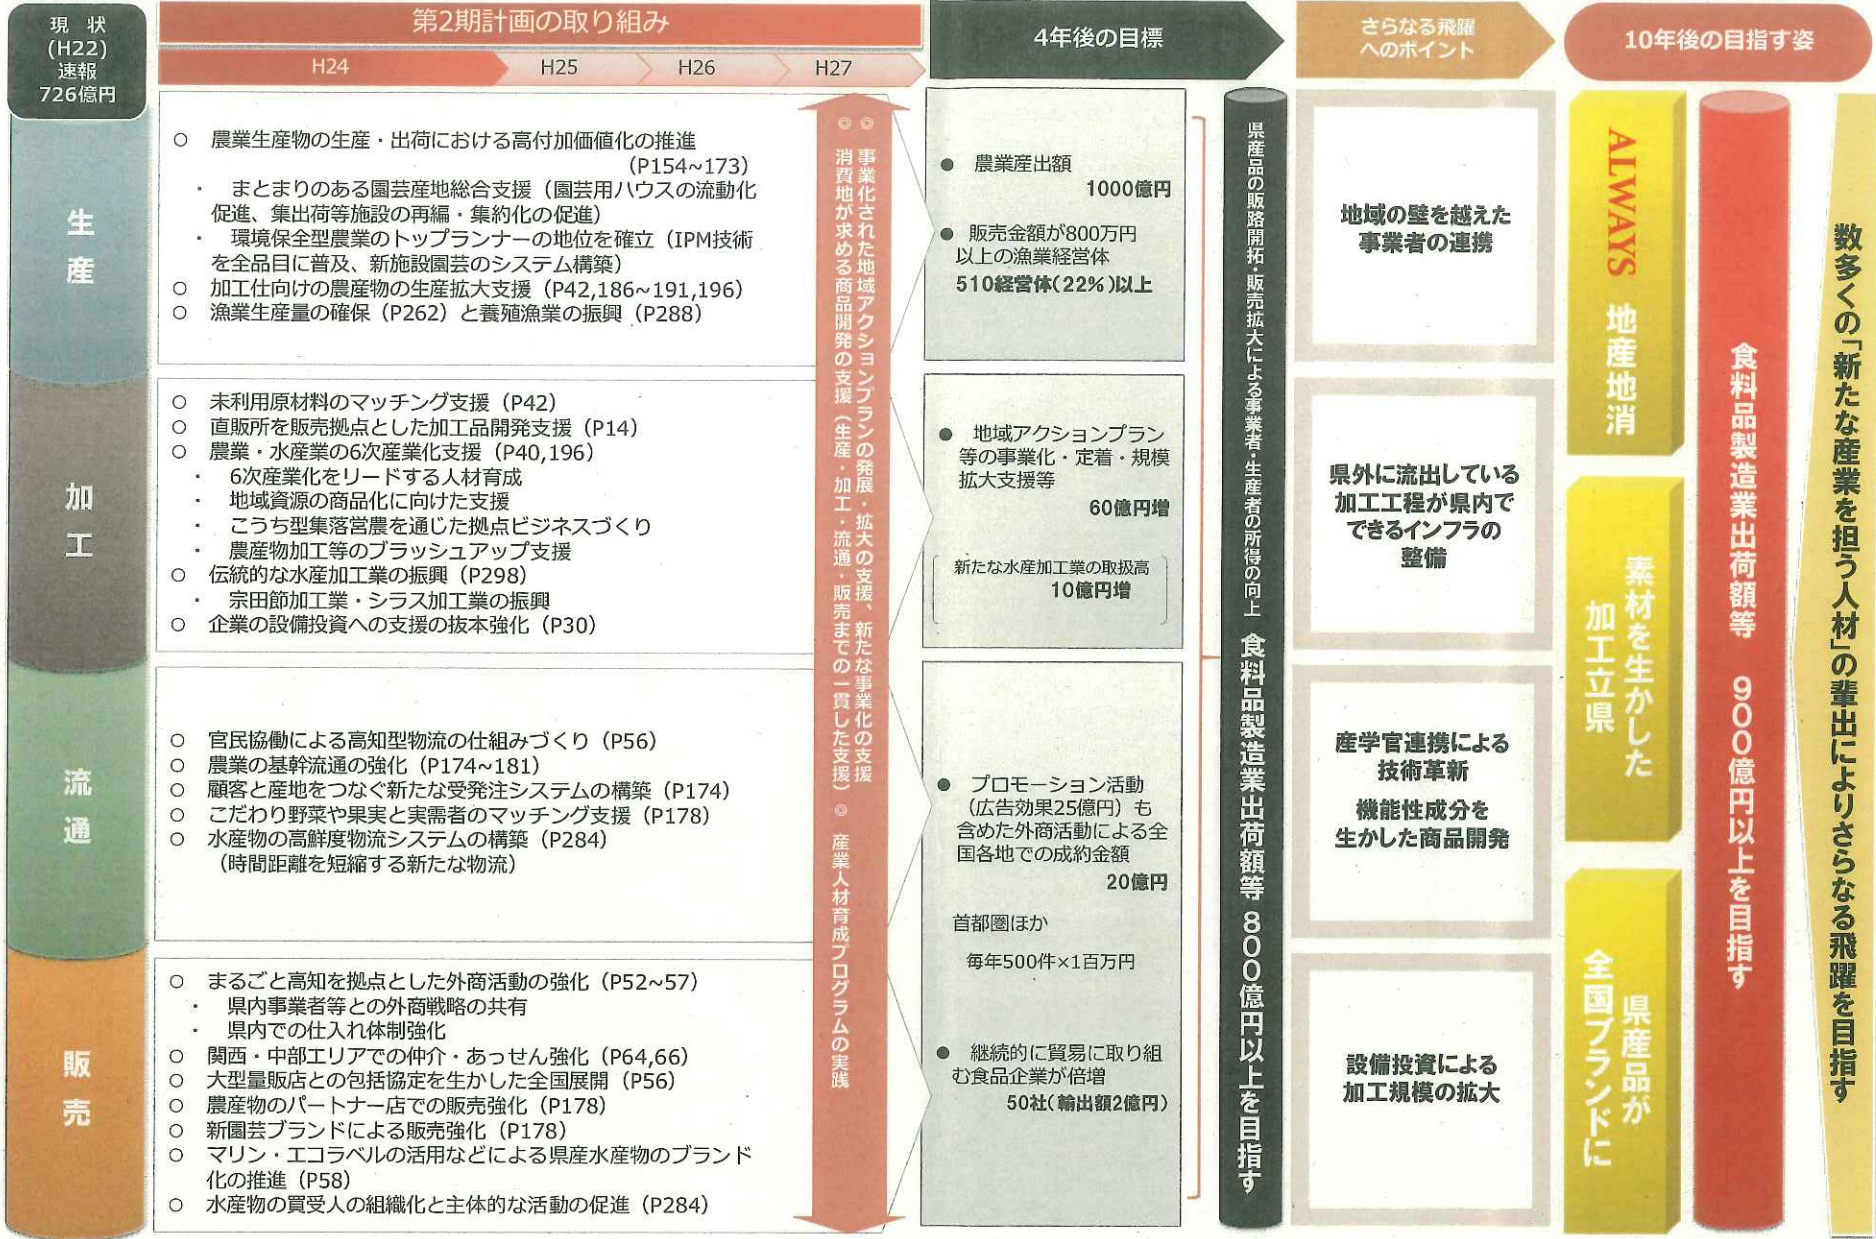 現 状
(H22)
速報
726億円
第2期計画の取り組み
H24
H25
H26
H27
4年後の目標
さらなる飛躍
へのポイント
10年後の目指す姿
生
産
○ 農業生産物の生産・出荷における高付加価値化の推進
(P154~173)
・ まとまりのある園芸産地総合支援（園芸用ハウスの流動化
促進、集出荷等施設の再編・集約化の促進）
・ 環境保全型農業のトップランナーの地位を確立（IPM技術
を全品目に普及、新施設園芸のシステム構築）
○ 加工仕向けの農産物の生産拡大支援（P42,186~191,196）
○ 漁業生産量の確保（P262）と養殖漁業の振興（P288）
加
工
○ 未利用原材料のマッチング支援（P42）
○ 直販所を販売拠点とした加工品開発支援（P14）
○ 農業・水産業の6次産業化支援（P40,196）
・ 6次産業化をリードする人材育成
・ 地域資源の商品化に向けた支援
・ こうち型集落営農を通じた拠点ビジネスづくり
・ 農産物加工等のブラッシュアップ支援
○ 伝統的な水産加工業の振興（P298）
・ 宗田節加工業・シラス加工業の振興
○ 企業の設備投資への支援の抜本強化（P30）
流
通
○ 官民協働による高知型物流の仕組みづくり（P56）
○ 農業の基幹流通の強化（P174~181）
○ 顧客と産地をつなぐ新たな受発注システムの構築（P174）
○ こだわり野菜や果実と実需者のマッチング支援（P178）
○ 水産物の高鮮度物流システムの構築（P284）
（時間距離を短縮する新たな物流）
販
売
○ まるごと高知を拠点とした外商活動の強化（P52~57）
・ 県内事業者等との外商戦略の共有
・ 県内での仕入れ体制強化
○ 関西・中部エリアでの仲介・あっせん強化（P64,66）
○ 大型量販店との包括協定を生かした全国展開（P56）
○ 農産物のパートナー店での販売強化（P178）
○ 新園芸ブランドによる販売強化（P178）
○ マリン・エコラベルの活用などによる県産水産物のブランド
化の推進（P58）
○ 水産物の買受人の組織化と主体的な活動の促進（P284）
◎ 事業化された地域アクションプランの発展・拡大の支援、新たな事業化の支援
◎ 消費地が求める商品開発の支援（生産・加工・流通・販売までの一貫した支援） ◎ 産業人材育成プログラムの実践
● 農業産出額
1000億円
● 販売金額が800万円
以上の漁業経営体
510経営体(22%)以上
● 地域アクションプラン
等の事業化・定着・規模
拡大支援等
60億円増
新たな水産加工業の取扱高
10億円増
● プロモーション活動
（広告効果25億円）も
含めた外商活動による全
国各地での成約金額
20億円
首都圏ほか
毎年500件×1百万円
● 継続的に貿易に取り組
む食品企業が倍増
50社(輸出額2億円)
県産品の販路開拓・販売拡大による事業者・生産者の所得の向上 食料品製造業出荷額等 800億円以上を目指す
地域の壁を越えた
事業者の連携
県外に流出している
加工工程が県内で
できるインフラの
整備
産学官連携による
技術革新
機能性成分を
生かした商品開発
設備投資による
加工規模の拡大
ALWAYS 地産地消
素材を生かした
加工立県
県産品が
全国ブランドに
食料品製造業出荷額等 900億円以上を目指す
数多くの「新たな産業を担う人材」の輩出によりさらなる飛躍を目指す